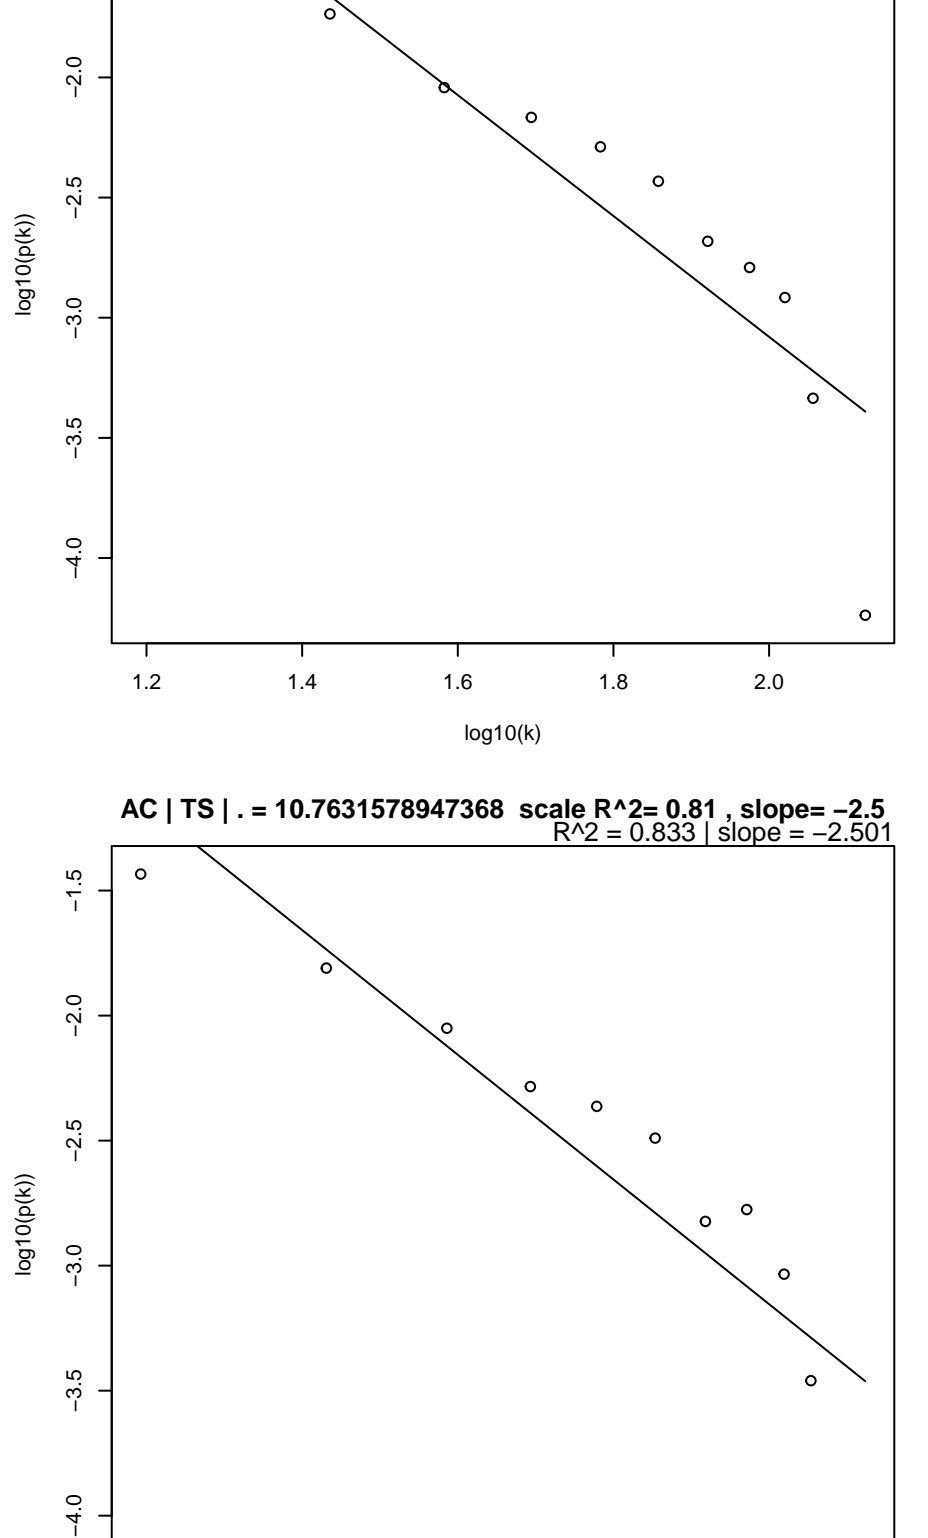 −2.0
−2.5
−3.0
−3.5
−4.0
log10(p(k))
1.2 1.4 1.6 1.8 2.0
log10(k)
AC | TS | . = 10.7631578947368 scale R^2= 0.81 , slope= −2.5
R^2 = 0.833 | slope = −2.501
−1.5
−2.0
−2.5
−3.0
−3.5
−4.0
log10(p(k))